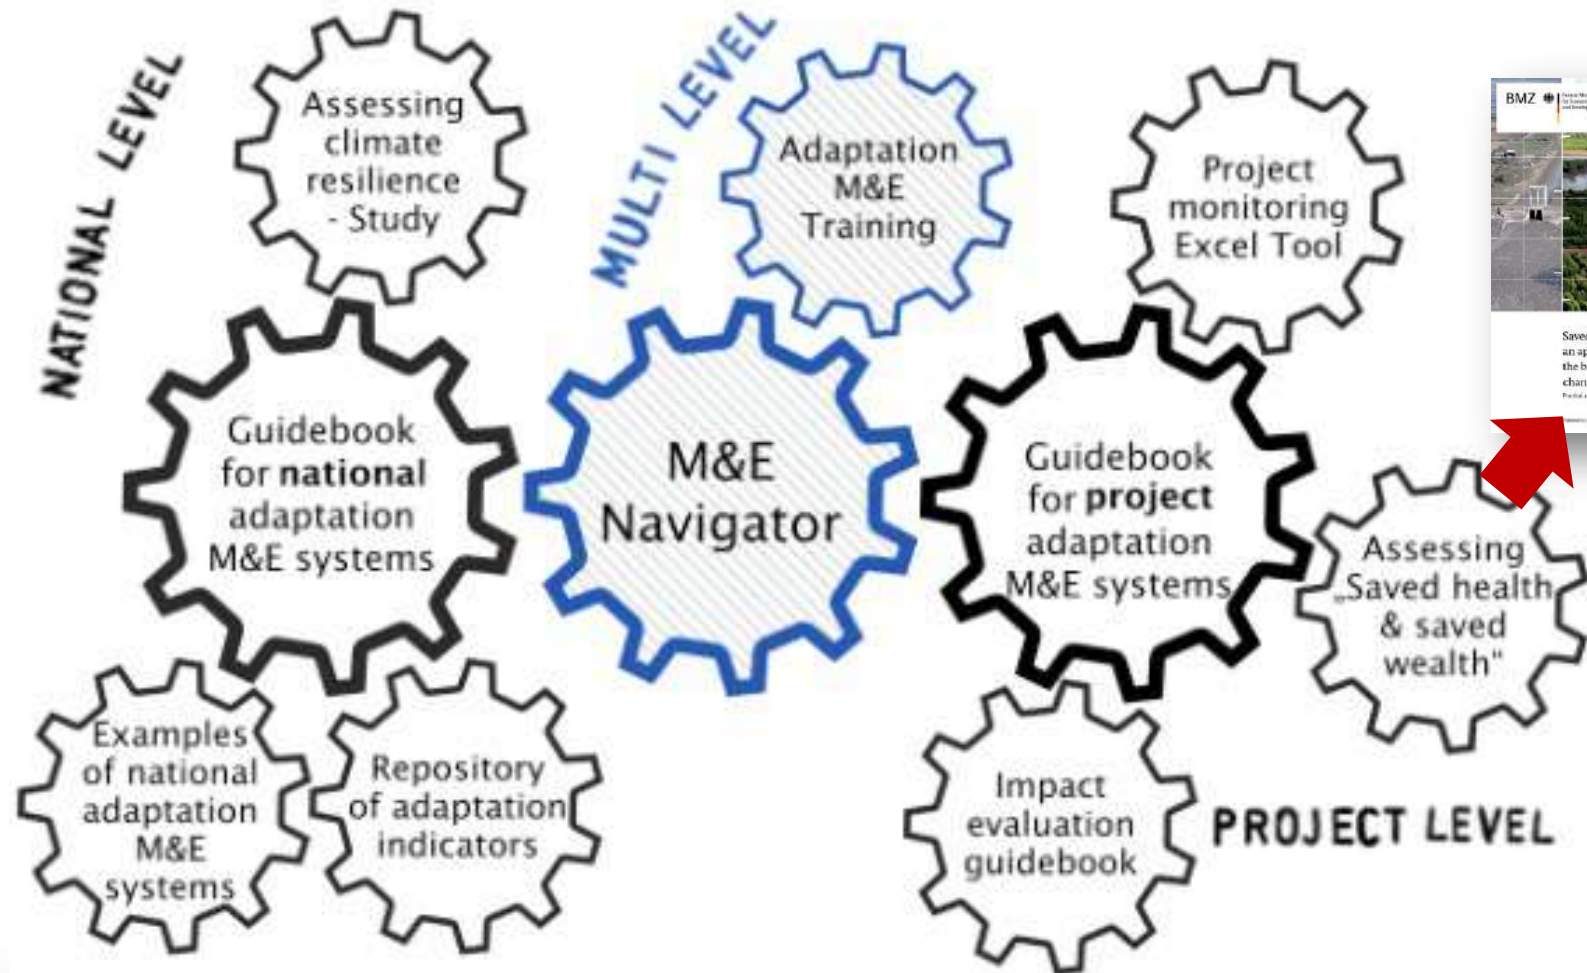 NATIONAL LEVEL
Assessing
climate
resilience
- Study
MULTI LEVEL
Adaptation
M&E
Training
Project
monitoring
Excel Tool
BMZ
Guidebook
for national
adaptation
M&E systems
M&E
Navigator
Guidebook
for project
adaptation
M&E systems
Assessing
„Saved health
& saved
wealth"
Examples
of national
adaptation
M&E
systems
Repository
of adaptation
indicators
Impact
evaluation
guidebook
PROJECT LEVEL